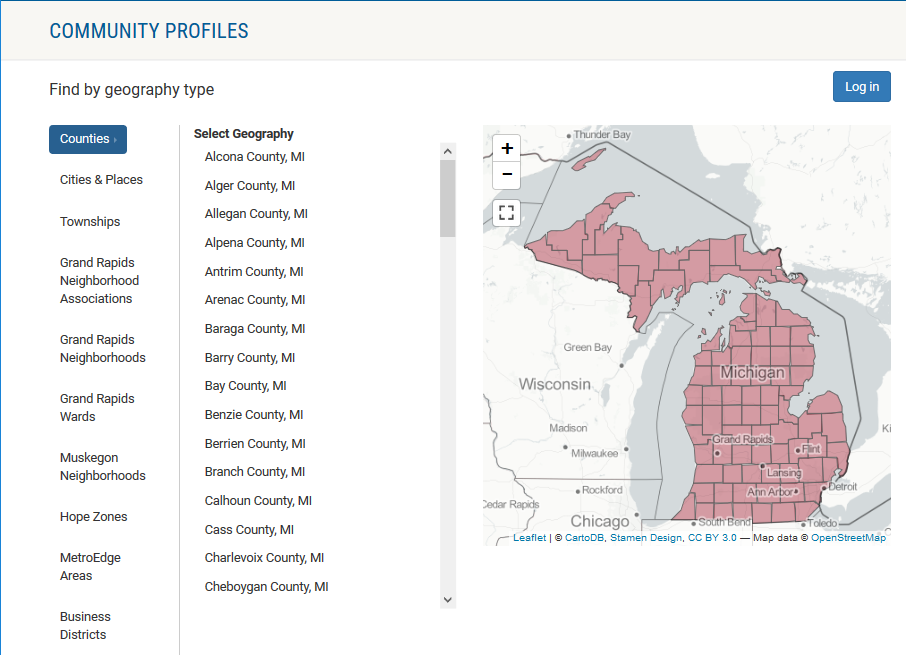 COMMUNITY PROFILES
Find by geography type
Log in
Counties ›
Cities & Places
Townships
Grand Rapids
Neighborhood
Associations
Grand Rapids
Neighborhoods
Grand Rapids
Wards
Muskegon
Neighborhoods
Hope Zones
MetroEdge
Areas
Business
Districts
Select Geography
Alcona County, MI
Alger County, MI
Allegan County, MI
Alpena County, MI
Antrim County, MI
Arenac County, MI
Baraga County, MI
Barry County, MI
Bay County, MI
Benzie County, MI
Berrien County, MI
Branch County, MI
Calhoun County, MI
Cass County, MI
Charlevoix County, MI
Cheboygan County, MI
+
−
Thunder Bay
Green Bay
Wisconsin
Michigan
Madison
Milwaukee
Grand Rapids
Flint
Lansing
Ann Arbor
Detroit
Rockford
Cedar Rapids
Chicago
South Bend
Toledo
Leaflet | © CartoDB, Stamen Design, CC BY 3.0 — Map data © OpenStreetMap